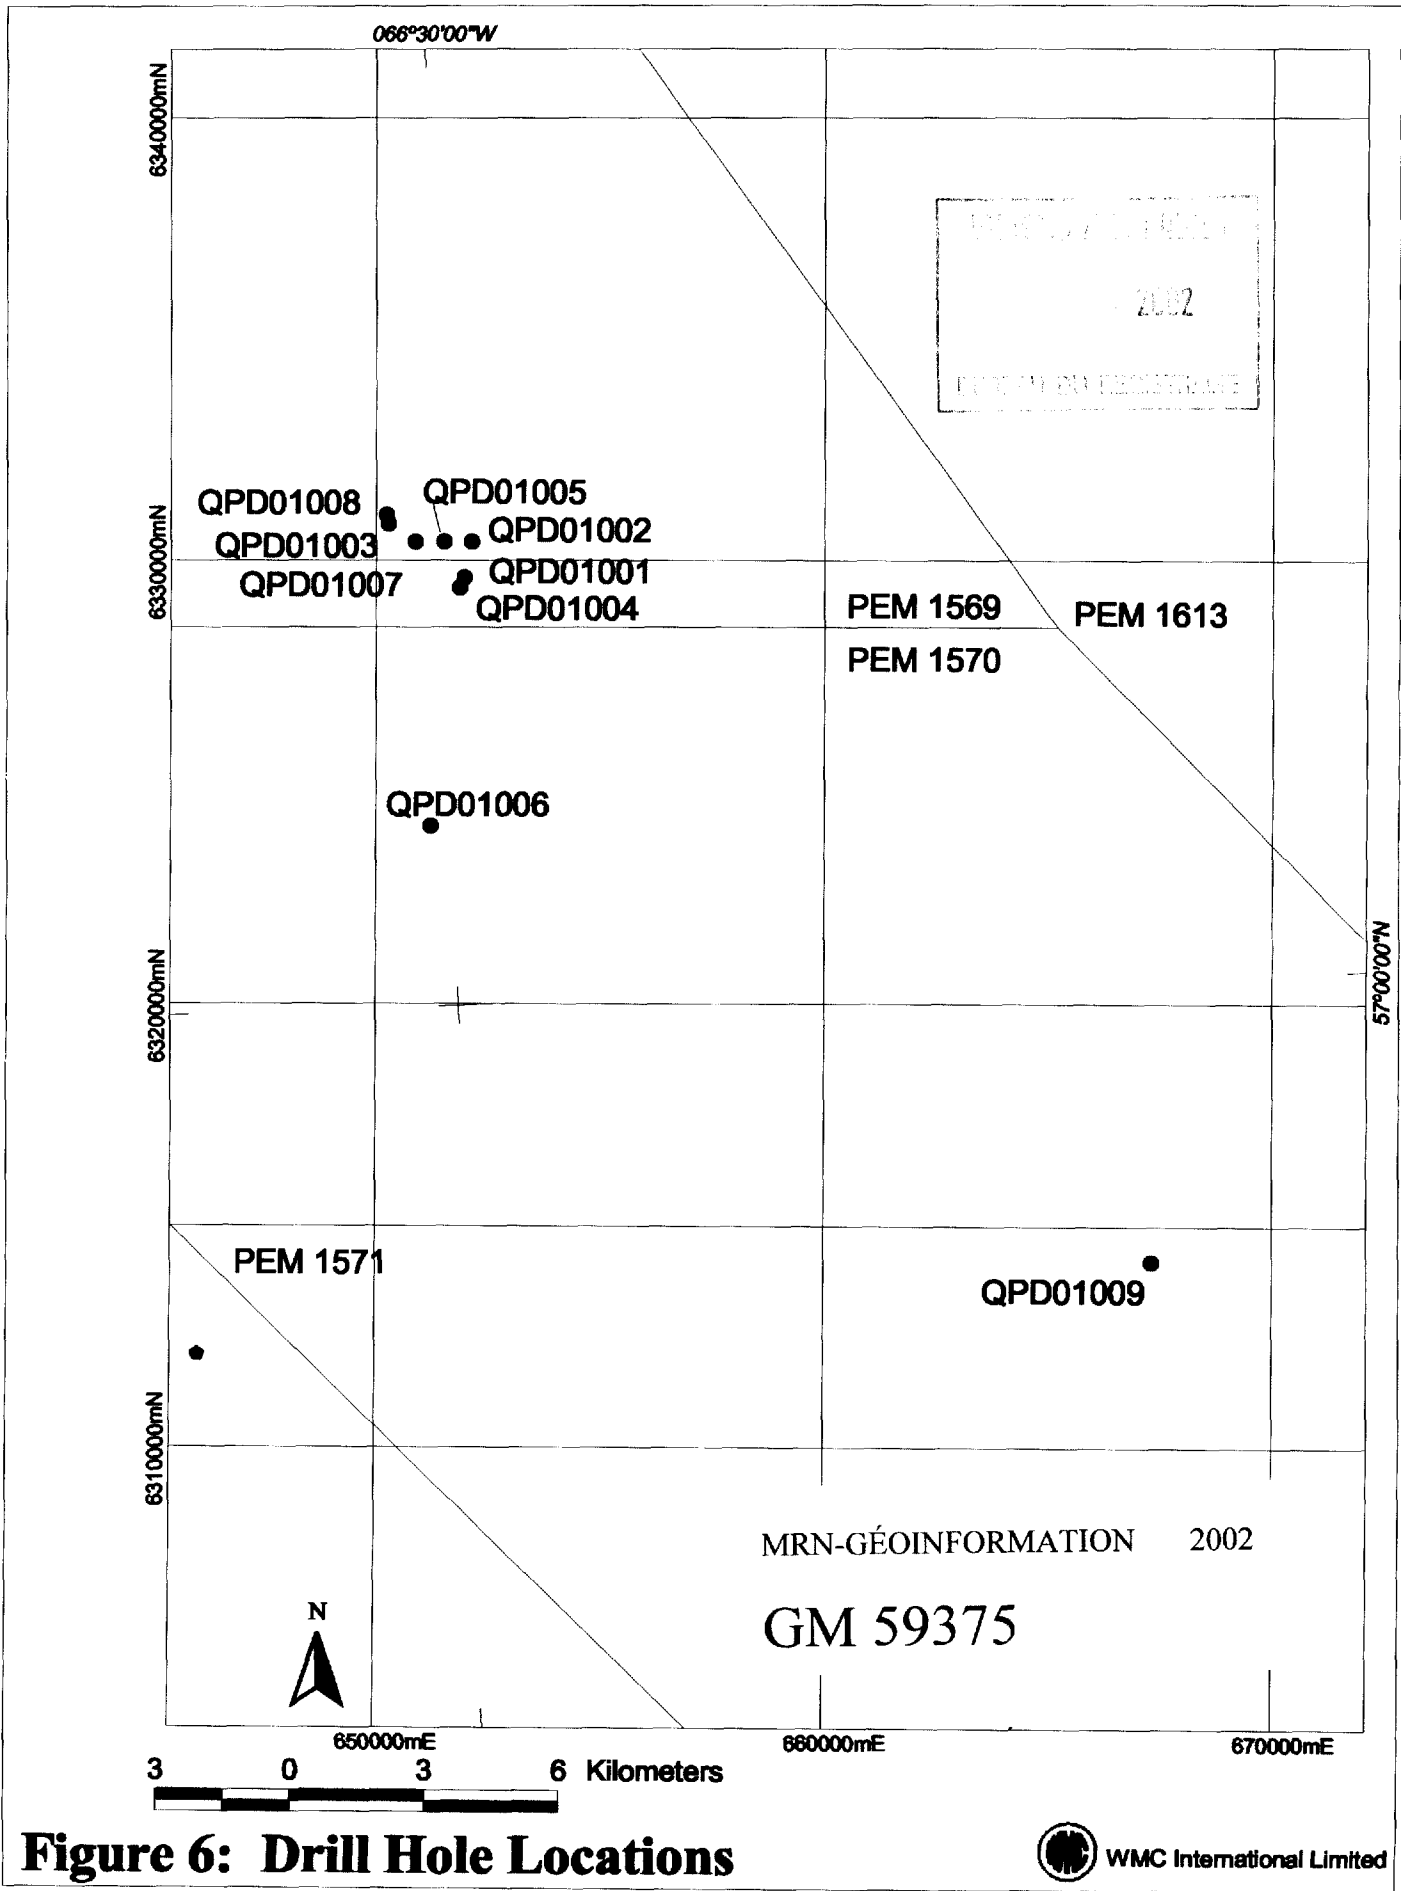 066°30'00"W
6340000mN
2002
QPD01008
QPD01005
QPD01002
QPD01003
6330000mN
QPD01001
QPD01007
QPD01004
PEM 1569
PEM 1613
PEM 1570
QPD01006
57°00'00"N
6320000mN
PEM 1571
QPD01009
6310000mN
MRN-GÉOINFORMATION 2002
GM 59375
N
650000mE
660000mE
670000mE
3 0 3 6 Kilometers
Figure 6: Drill Hole Locations
WMC International Limited